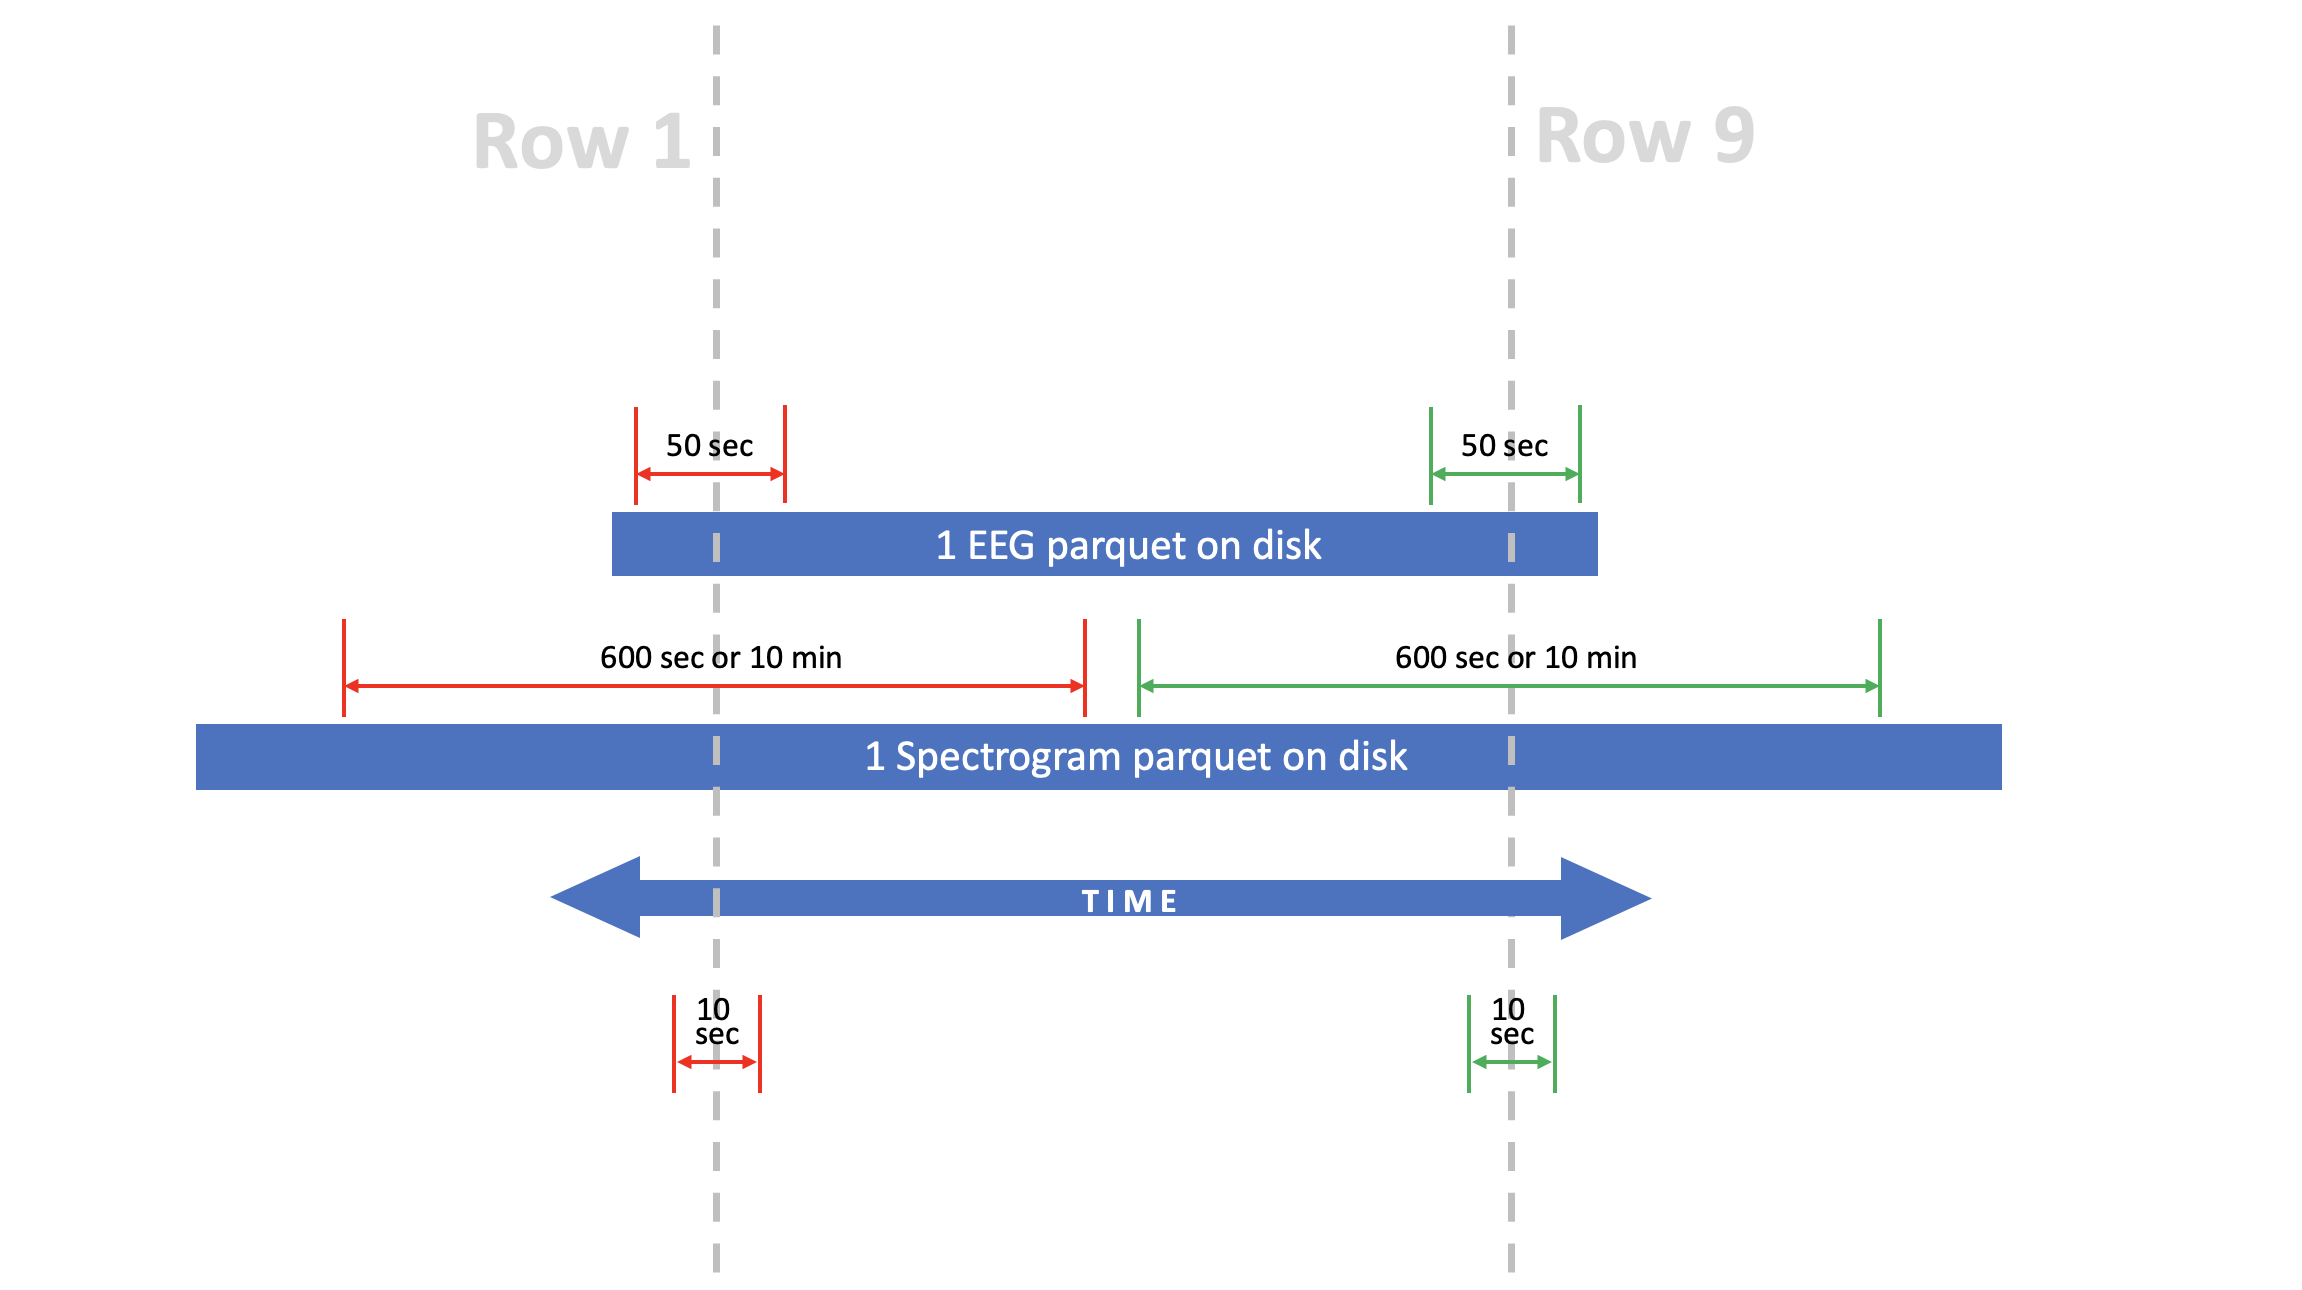 Row 1
Row 9
50 sec
50 sec
1 EEG parquet on disk
600 sec or 10 min
600 sec or 10 min
1 Spectrogram parquet on disk
TIME
10
sec
10
sec